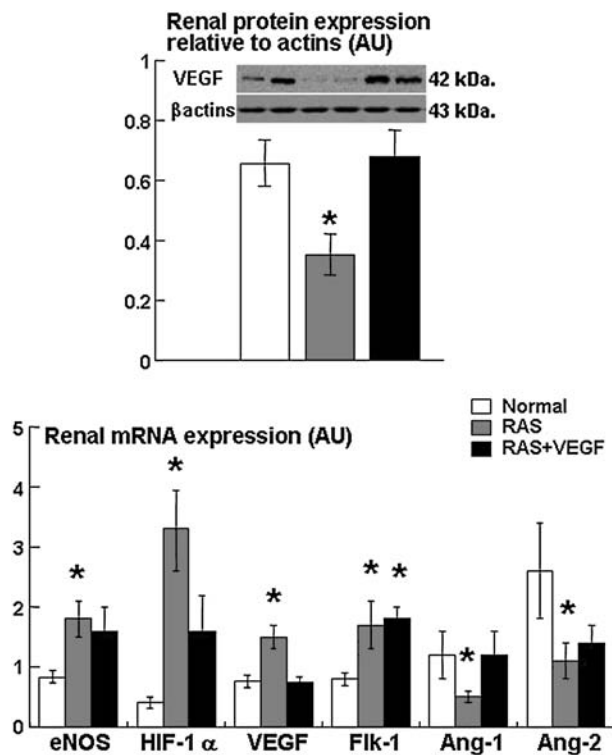 Renal protein expression
relative to actins (AU)
1
VEGF
42 kDa.
βactins
43 kDa.
0.8
0.6
*
0.4
0.2
0
Normal
RAS
RAS+VEGF
5
Renal mRNA expression (AU)
*
4
3
*
*
*
*
*
*
2
1
0
eNOS HIF-1 α VEGF Flk-1 Ang-1 Ang-2